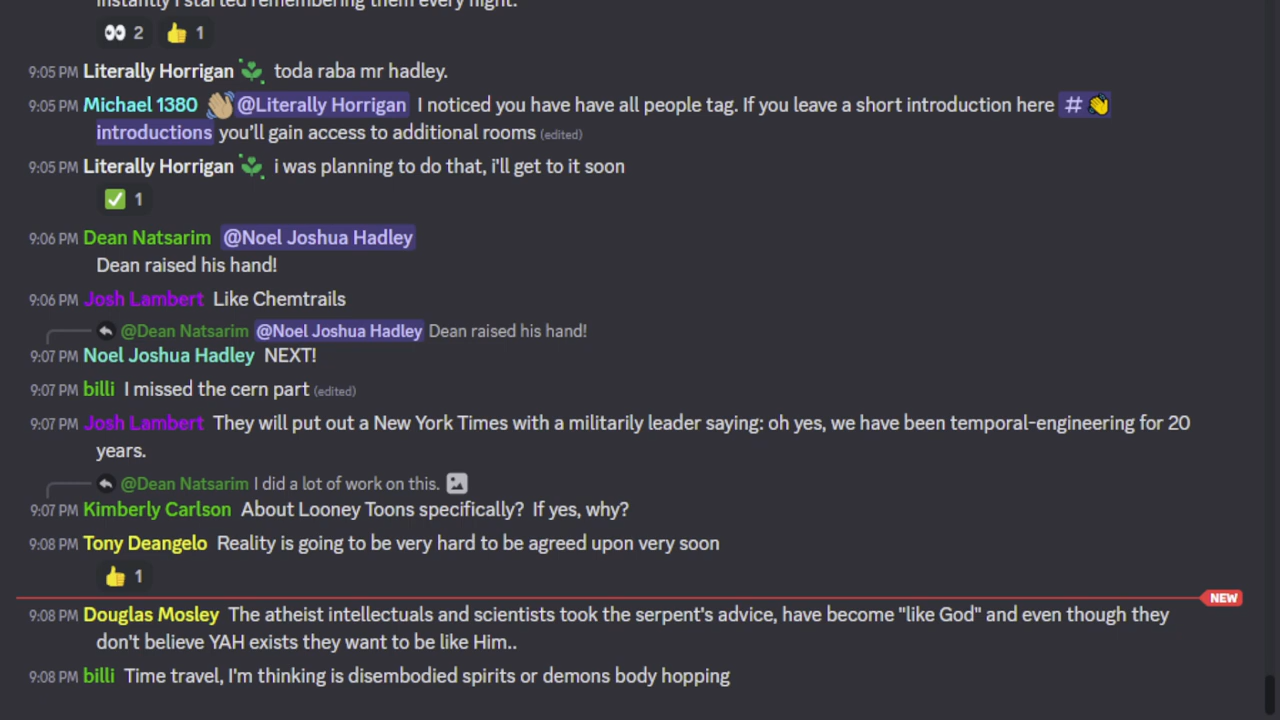 instantly I started remembering them every night.
👀 2 👍 1
9:05 PM Literally Horrigan toda raba mr hadley.
9:05 PM Michael 1380 👋🏽 @Literally Horrigan I noticed you have have all people tag. If you leave a short introduction here # 👋
introductions you'll gain access to additional rooms (edited)
9:05 PM Literally Horrigan i was planning to do that, i'll get to it soon
✅ 1
9:06 PM Dean Natsarim @Noel Joshua Hadley
Dean raised his hand!
9:06 PM Josh Lambert Like Chemtrails
@Dean Natsarim @Noel Joshua Hadley Dean raised his hand!
9:07 PM Noel Joshua Hadley NEXT!
9:07 PM billi I missed the cern part (edited)
9:07 PM Josh Lambert They will put out a New York Times with a militarily leader saying: oh yes, we have been temporal-engineering for 20
years.
@Dean Natsarim I did a lot of work on this.
9:07 PM Kimberly Carlson About Looney Toons specifically? If yes, why?
9:08 PM Tony Deangelo Reality is going to be very hard to be agreed upon very soon
👍 1
NEW
9:08 PM Douglas Mosley The atheist intellectuals and scientists took the serpent's advice, have become "like God" and even though they
don't believe YAH exists they want to be like Him..
9:08 PM billi Time travel, I'm thinking is disembodied spirits or demons body hopping